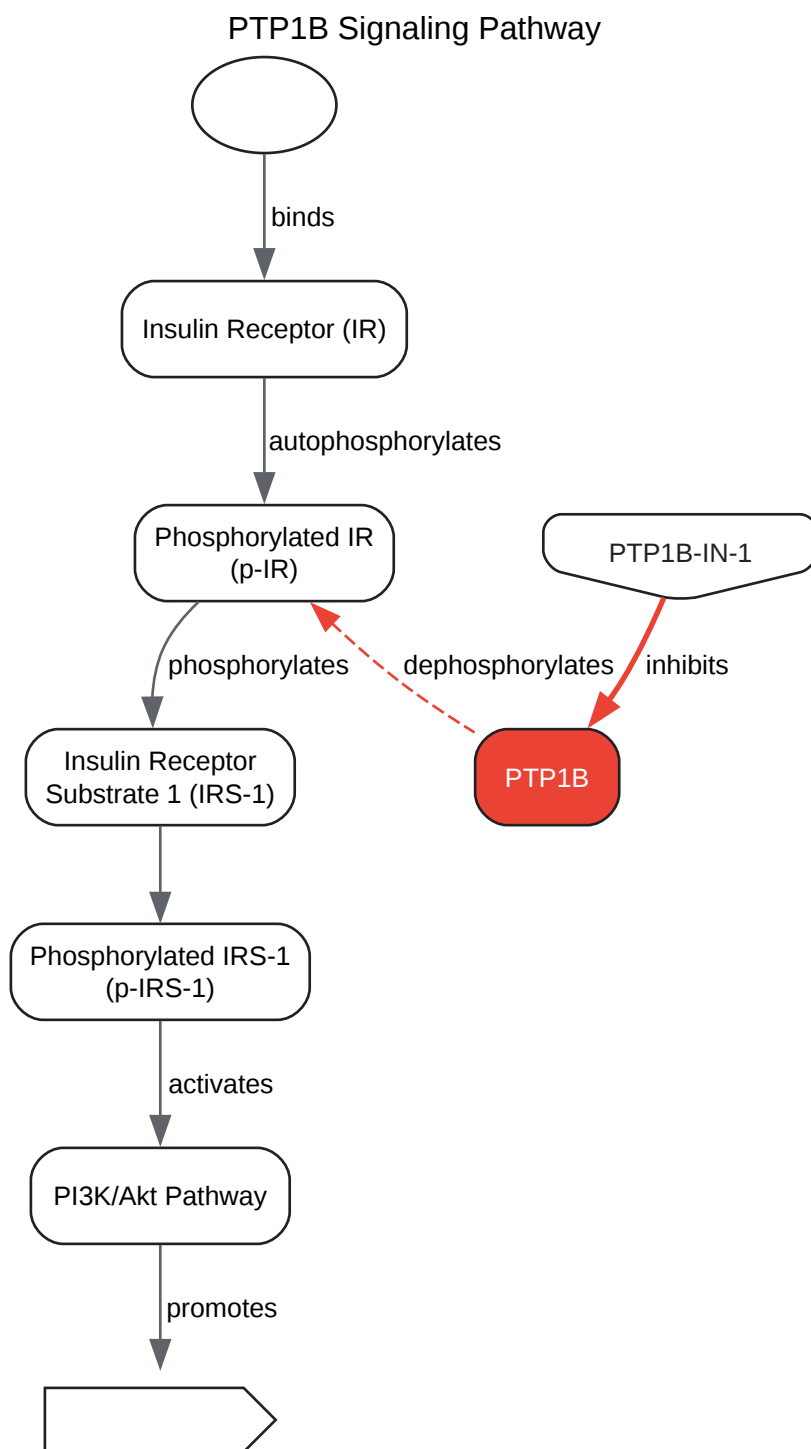 PTP1B Signaling Pathway
binds
Insulin Receptor (IR)
autophosphorylates
Phosphorylated IR
(p-IR)
PTP1B-IN-1
phosphorylates
dephosphorylates
inhibits
Insulin Receptor
Substrate 1 (IRS-1)
PTP1B
Phosphorylated IRS-1
(p-IRS-1)
activates
PI3K/Akt Pathway
promotes